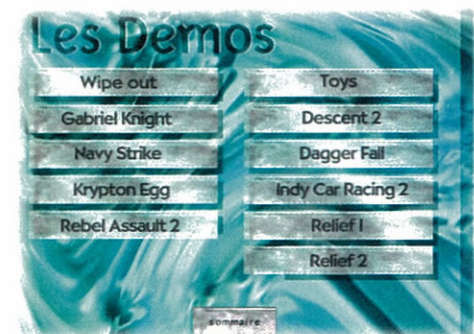 Les Demos
Wipe out
Gabriel Knight
Navy Strike
Krypton Egg
Rebel Assault 2
Toys
Descent 2
Dagger Fall
Indy Car Racing 2
Relief 1
Relief 2
sommaire